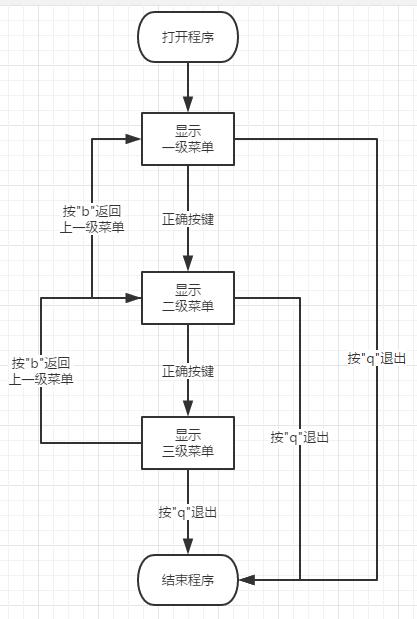 打开程序
显示
一级菜单
按"b"返回
上一级菜单
正确按键
显示
二级菜单
按"q"退出
按"b"返回
上一级菜单
正确按键
显示
三级菜单
按"q"退出
按"q"退出
结束程序